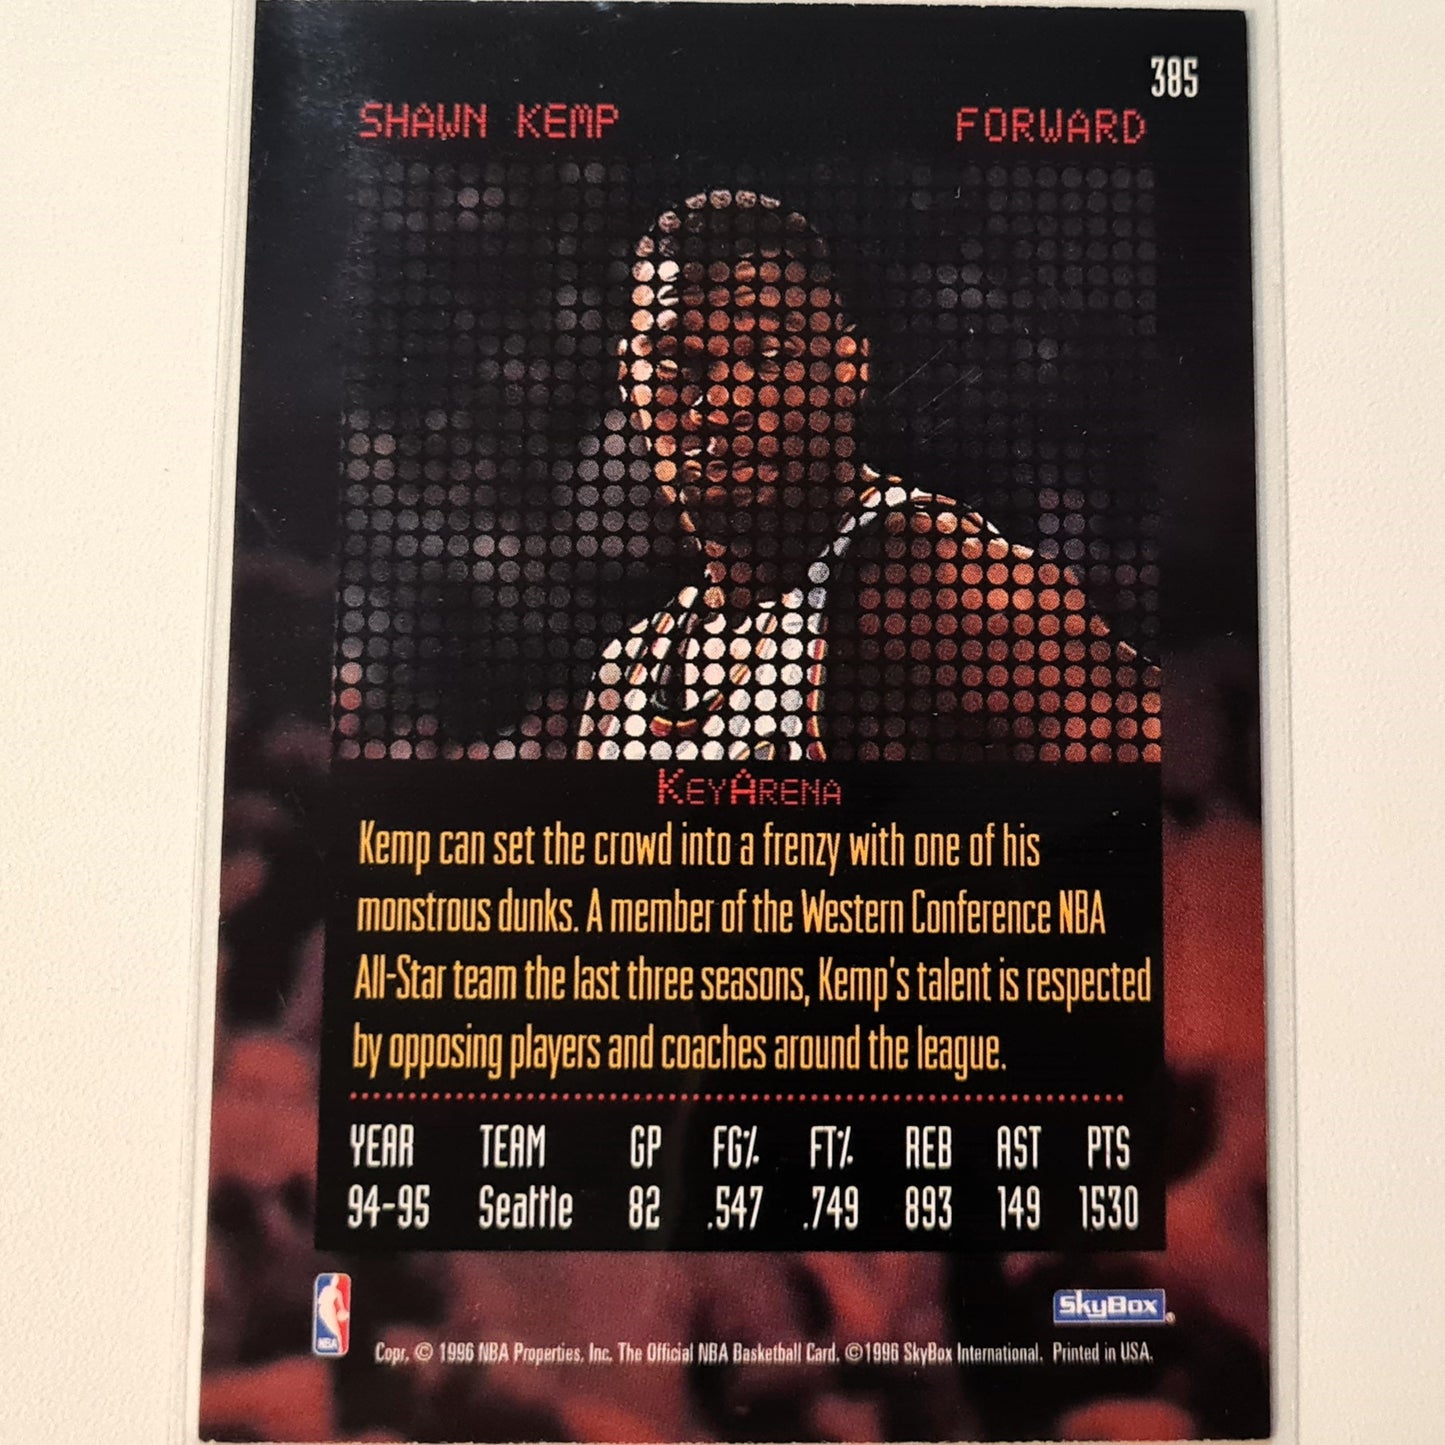 385
SHAWN KEMP FORWARD
KEYARENA
Kemp can set the crowd into a frenzy with one of his
monstrous dunks. A member of the Western Conference NBA
All-Star team the last three seasons, Kemp's talent is respected
by opposing players and coaches around the league.
YEAR TEAM GP FG% FT% REB AST PTS
94-95 Seattle 82 .547 .749 893 149 1530
NBA
SkyBox®
Copr. © 1996 NBA Properties, Inc. The Official NBA Basketball Card. ©1996 SkyBox International. Printed in USA.